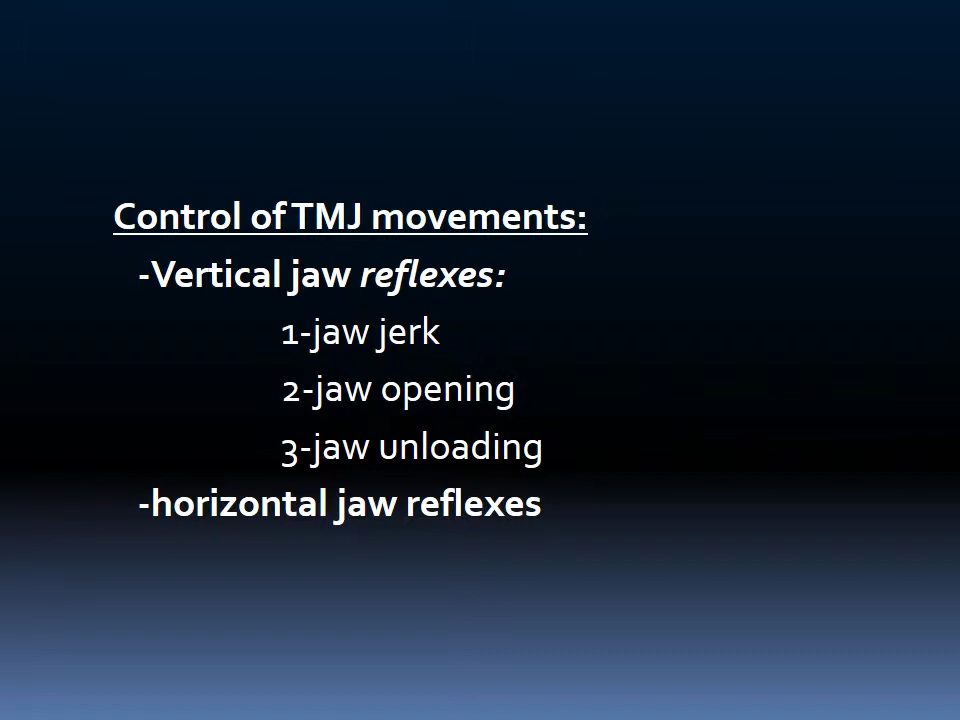 Control of TMJ movements:
-Vertical jaw reflexes:
1-jaw jerk
2-jaw opening
3-jaw unloading
-horizontal jaw reflexes